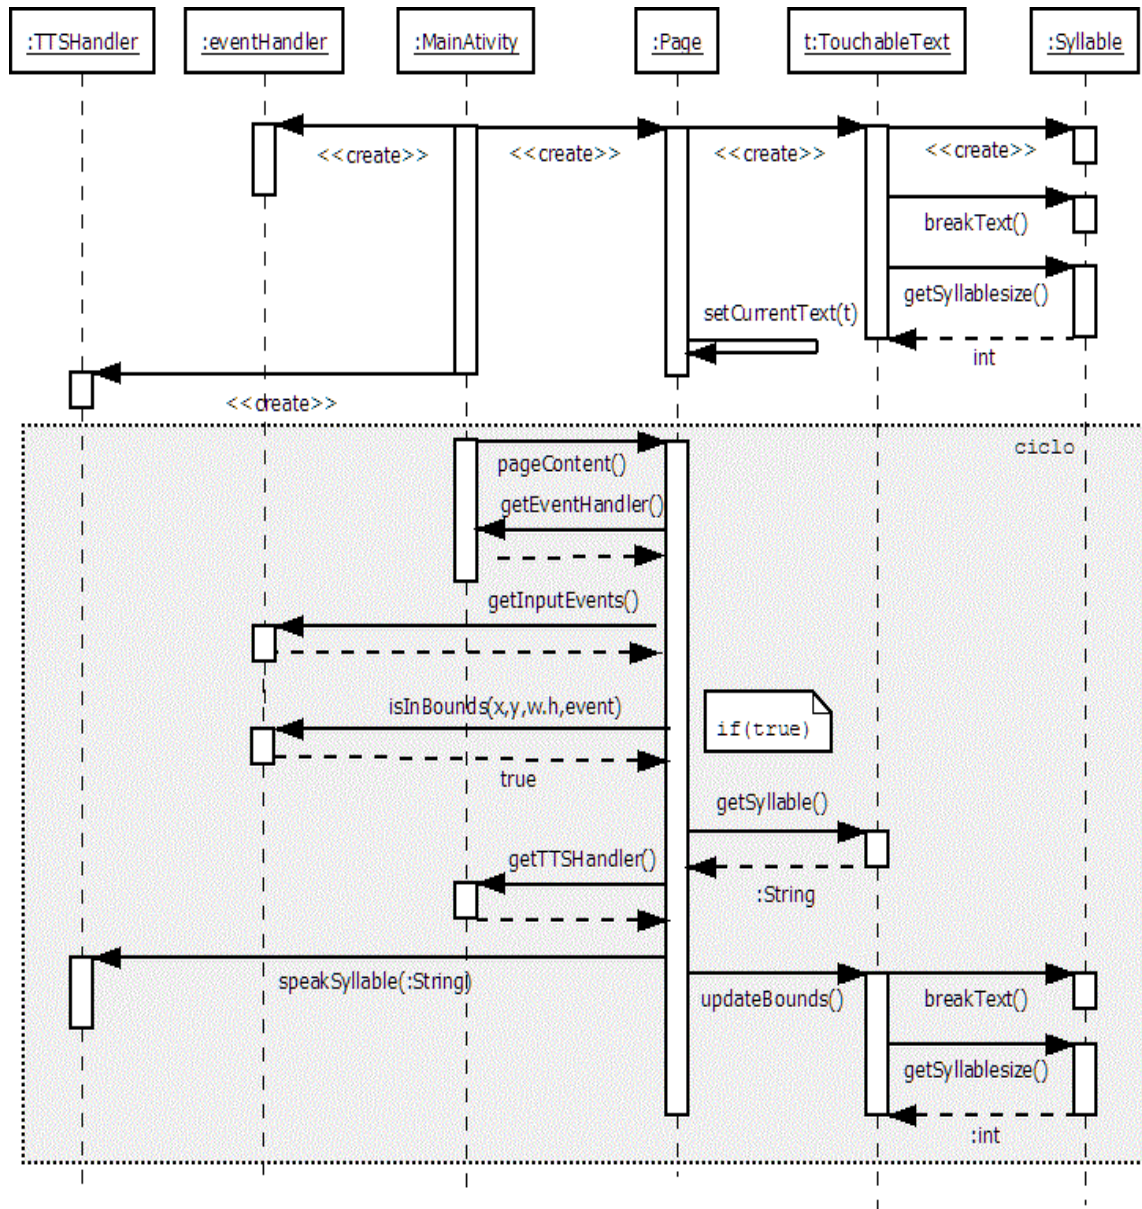 :TTSHandler
:eventHandler
:MainAtivity
:Page
t:TouchableText
:Syllable
<<create>>
<<create>>
<<create>>
<<create>>
breakText()
getSyllablesize()
setCurrentText(t)
int
<<create>>
ciclo
pageContent()
getEventHandler()
getInputEvents()
isInBounds(x,y,w.h,event)
if(true)
true
getSyllable()
getTTSHandler()
:String
speakSyllable(:String)
updateBounds()
breakText()
getSyllablesize()
:int